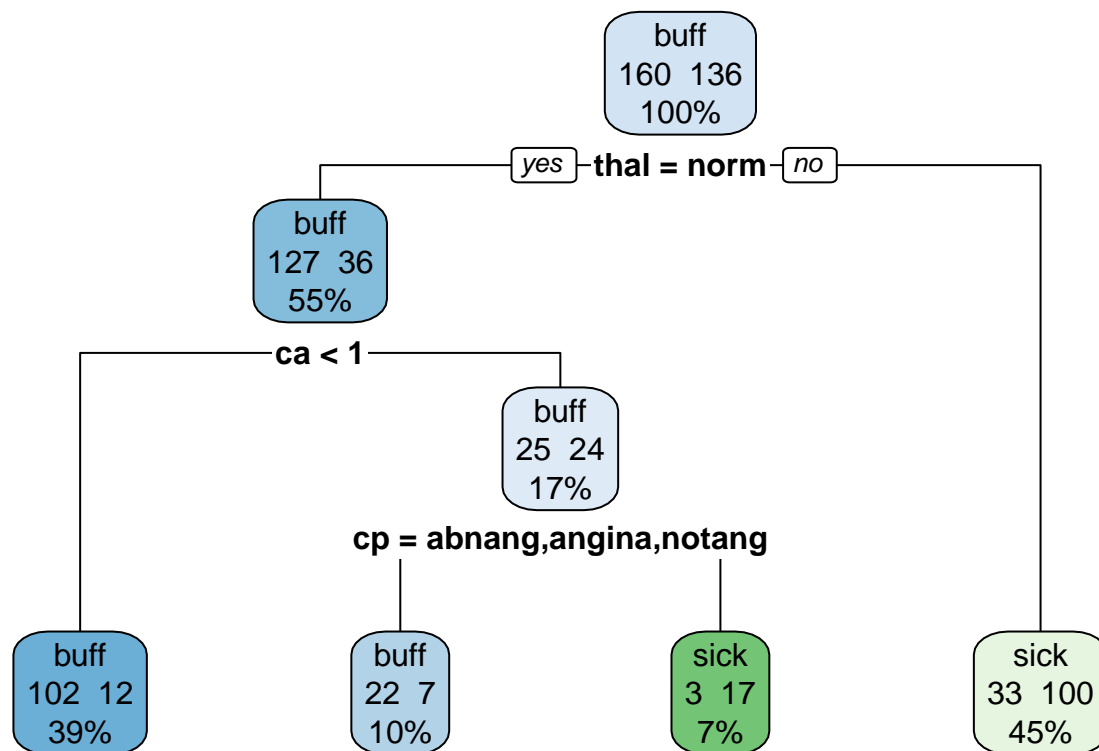 buff
160 136
100%
yes thal = norm no
buff
127 36
55%
ca < 1
buff
25 24
17%
cp = abnang,angina,notang
buff
102 12
39%
buff
22 7
10%
sick
3 17
7%
sick
33 100
45%